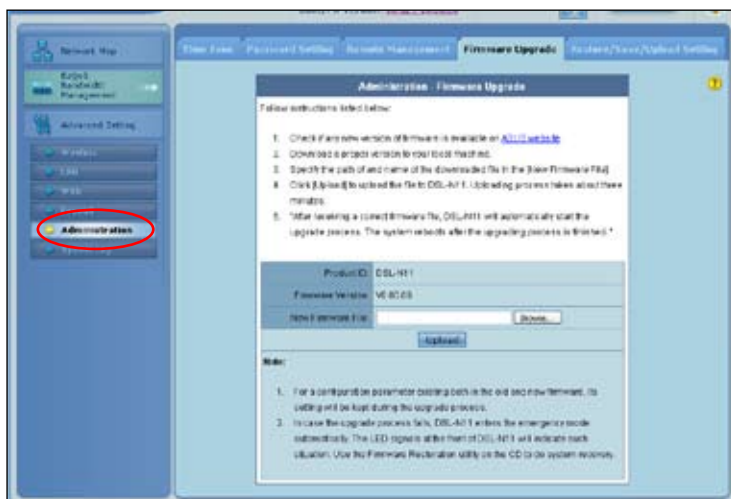 Time Zone
Password Setting
Remote Management
Firmware Upgrade
Restore/Save/Upload Setting
Network Map
EzQoS
Bandwidth
Management
Advanced Setting
Wireless
LAN
WAN
Administration
Administration - Firmware Upgrade
Follow instructions listed below:
1. Check if any new version of firmware is available on ASUS website
2. Download a proper version to your local machine.
3. Specify the path of and name of the downloaded file in the [New Firmware File]
4. Click [Upload] to upload the file to DSL-N11. Uploading process takes about three
minutes.
5. "After receiving a correct firmware file, DSL-N11 will automatically start the
upgrade process. The system reboots after the upgrading process is finished. "
Product ID: DSL-N11
Firmware Version:
New Firmware File:
Browse...
Upload
Note:
1. For a configuration parameter existing both in the old and new firmware, its
setting will be kept during the upgrade process.
2. In case the upgrade process fails, DSL-N11 enters the emergency mode
automatically. The LED signals at the front of DSL-N11 will indicate such
situation. Use the Firmware Restoration utility on the CD to do system recovery.